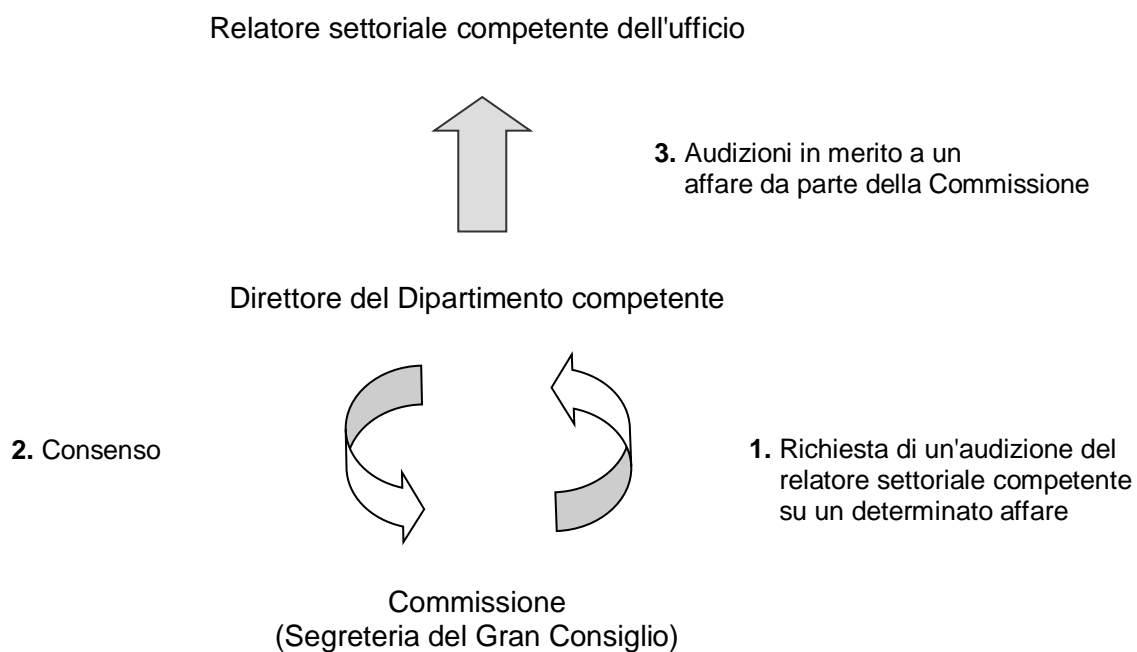 Relatore settoriale competente dell'ufficio
3. Audizioni in merito a un
affare da parte della Commissione
Direttore del Dipartimento competente
2. Consenso
1. Richiesta di un'audizione del
relatore settoriale competente
su un determinato affare
Commissione
(Segreteria del Gran Consiglio)